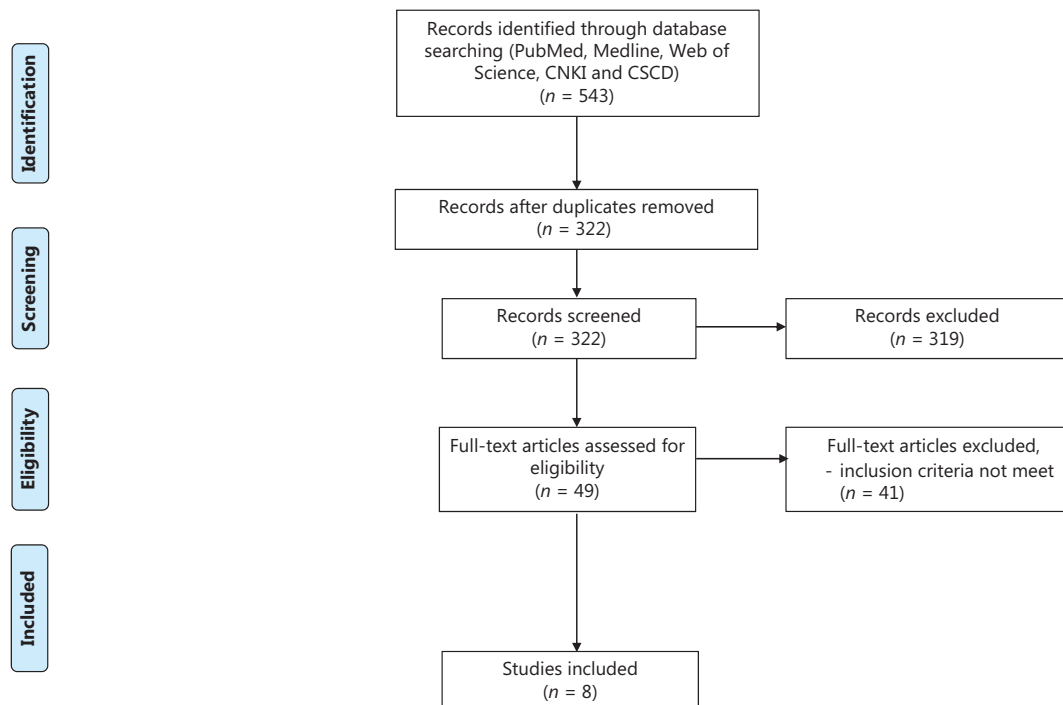 Identification
Records identified through database
searching (PubMed, Medline, Web of
Science, CNKI and CSCD)
(n = 543)
Records after duplicates removed
(n = 322)
Screening
Records screened
(n = 322)
Records excluded
(n = 319)
Eligibility
Full-text articles assessed for
eligibility
(n = 49)
Full-text articles excluded,
- inclusion criteria not meet
(n = 41)
Included
Studies included
(n = 8)